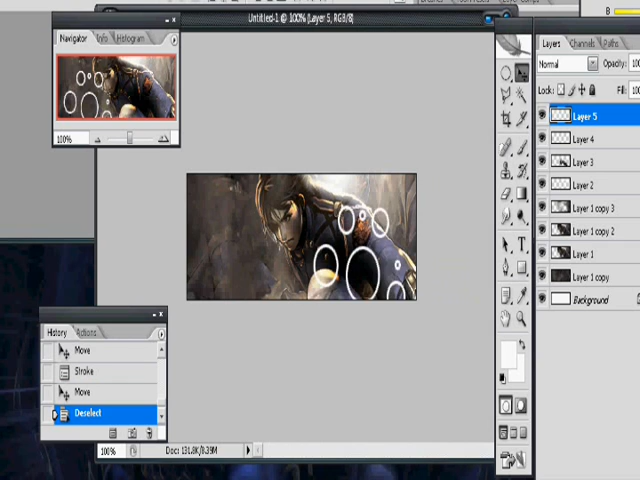 Untitled-1 @ 100% (Layer 5, RGB/8)
B
Navigator Info Histogram
100%
Layers Channels Paths
Normal Opacity: 100
Lock: Fill: 100
Layer 5
Layer 4
Layer 3
Layer 2
Layer 1 copy 3
Layer 1 copy 2
Layer 1
Layer 1 copy
Background
History Actions
Move
Stroke
Move
Deselect
100% Doc: 131.8K/8.39M